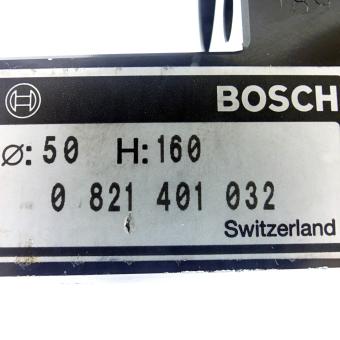 BOSCH
⌀: 50 H: 160
0 821 401 032
Switzerland